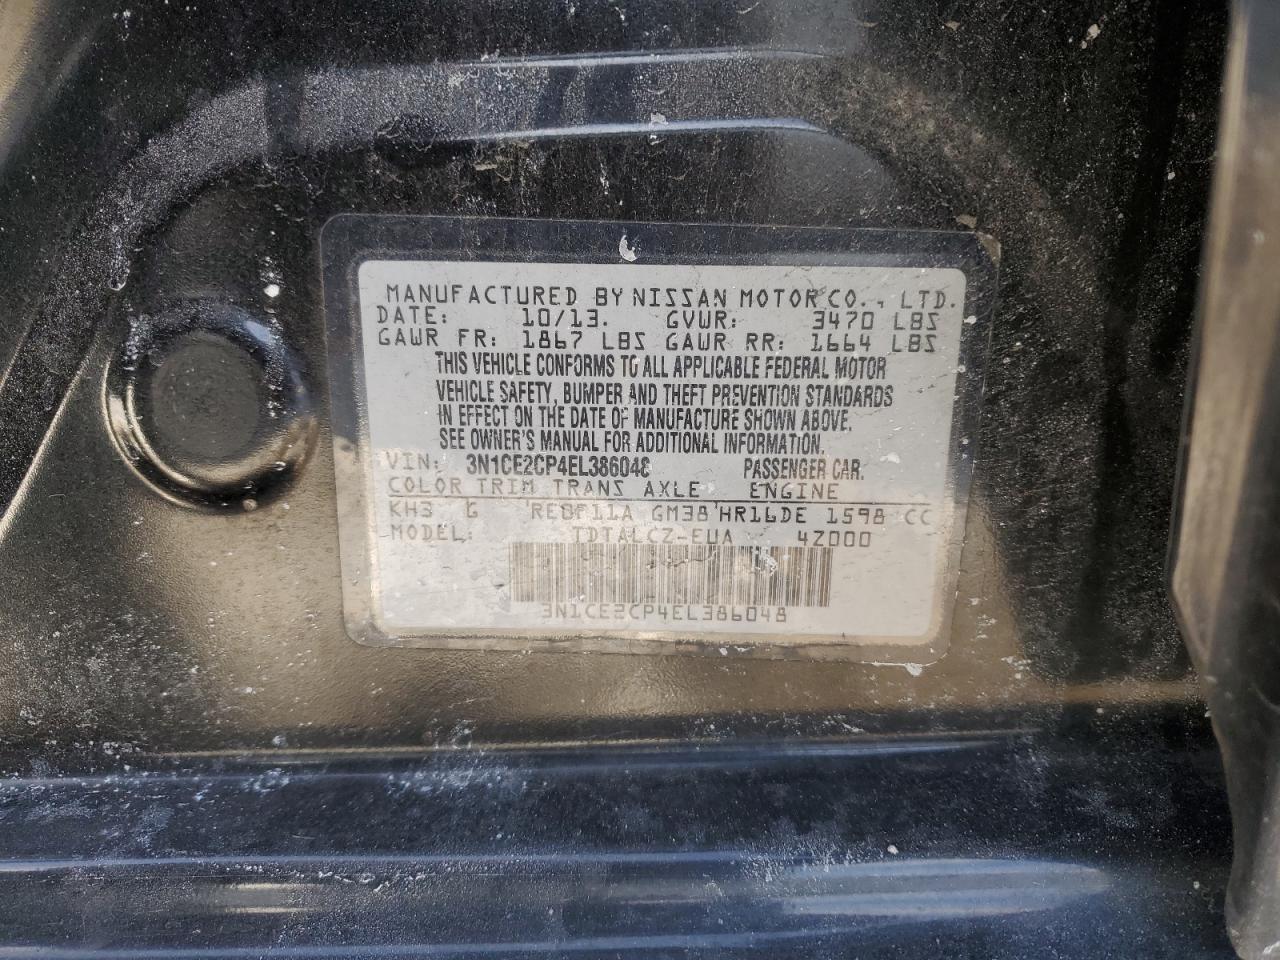 MANUFACTURED BY NISSAN MOTOR CO., LTD.
DATE: 10/13. GVWR: 3470 LBS
GAWR FR: 1867 LBS GAWR RR: 1664 LBS
THIS VEHICLE CONFORMS TO ALL APPLICABLE FEDERAL MOTOR
VEHICLE SAFETY, BUMPER AND THEFT PREVENTION STANDARDS
IN EFFECT ON THE DATE OF MANUFACTURE SHOWN ABOVE.
SEE OWNER'S MANUAL FOR ADDITIONAL INFORMATION.
VIN: 3N1CE2CP4EL386048 PASSENGER CAR.
COLOR TRIM TRANS AXLE ENGINE
KH3 G RE0F11A GM38 HR16DE 1598 CC
MODEL: TDTALCZ-EUA 4Z000
3N1CE2CP4EL386048